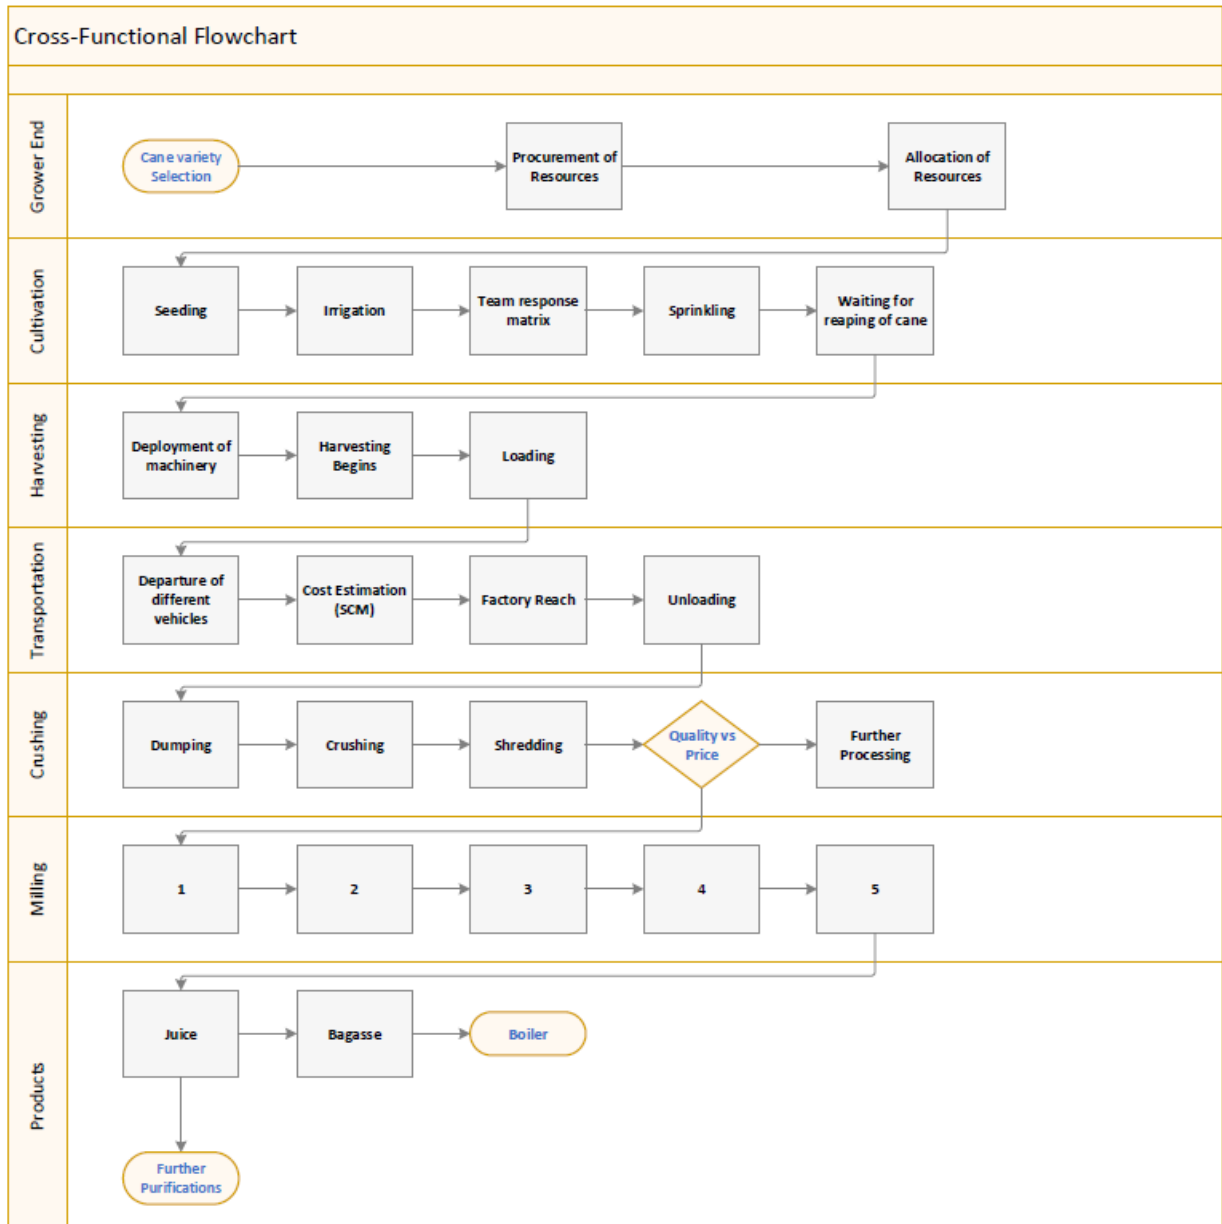 Cross-Functional Flowchart
Grower End
Cane variety
Selection
Procurement of
Resources
Allocation of
Resources
Cultivation
Seeding
Irrigation
Team response
matrix
Sprinkling
Waiting for
reaping of cane
Harvesting
Deployment of
machinery
Harvesting
Begins
Loading
Transportation
Departure of
different
vehicles
Cost Estimation
(SCM)
Factory Reach
Unloading
Crushing
Dumping
Crushing
Shredding
Quality vs
Price
Further
Processing
Milling
1
2
3
4
5
Products
Juice
Bagasse
Boiler
Further
Purifications